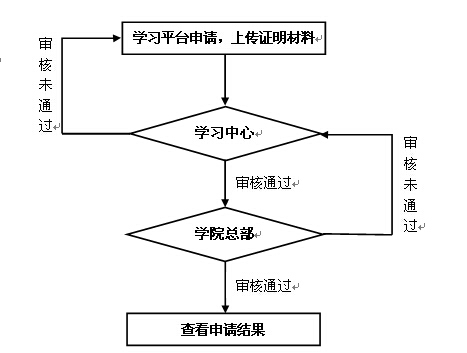 学习平台申请，上传证明材料
审核未通过
学习中心
审核未通过
审核通过
学院总部
审核通过
查看申请结果